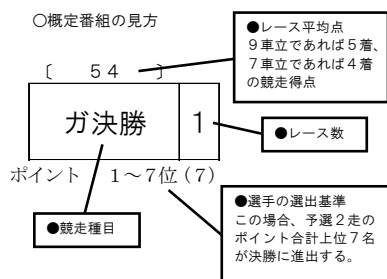 ○概定番組の見方
●レース平均点
９車立であれば５着、
７車立であれば４着
の競走得点
〔　５４　〕
ガ決勝
1
●レース数
ポイント　1～7位(7)
●競走種目
●選手の選出基準
この場合、予選２走の
ポイント合計上位７名
が決勝に進出する。